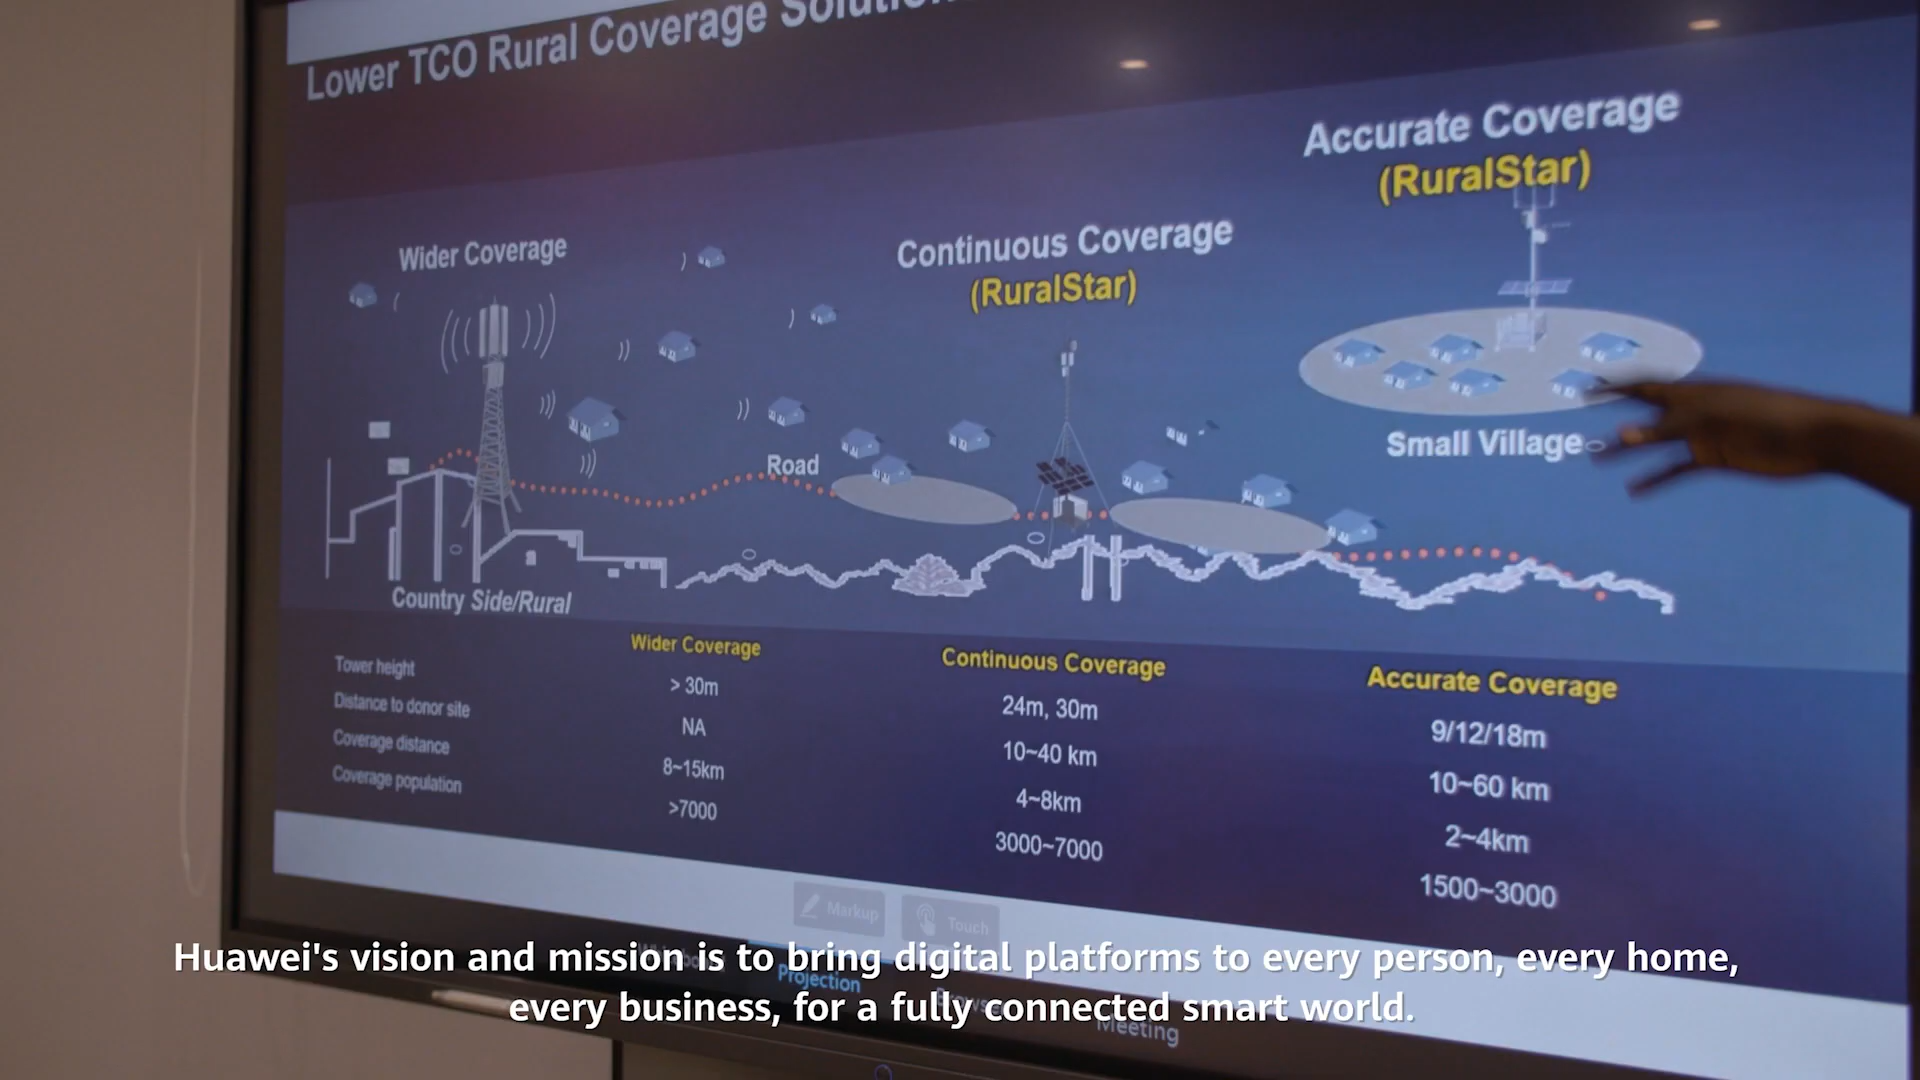 Lower TCO Rural Coverage
Accurate Coverage
(RuralStar)
Wider Coverage
Continuous Coverage
(RuralStar)
Road
Small Village
Country Side/Rural
Wider Coverage Continuous Coverage Accurate Coverage
Tower height > 30m 24m, 30m 9/12/18m
Distance to donor site NA 10~40 km 10~60 km
Coverage distance 8~15km 4~8km 2~4km
Coverage population >7000 3000~7000 1500~3000
Markup Touch
Projection
Meeting
Huawei's vision and mission is to bring digital platforms to every person, every home,
every business, for a fully connected smart world.